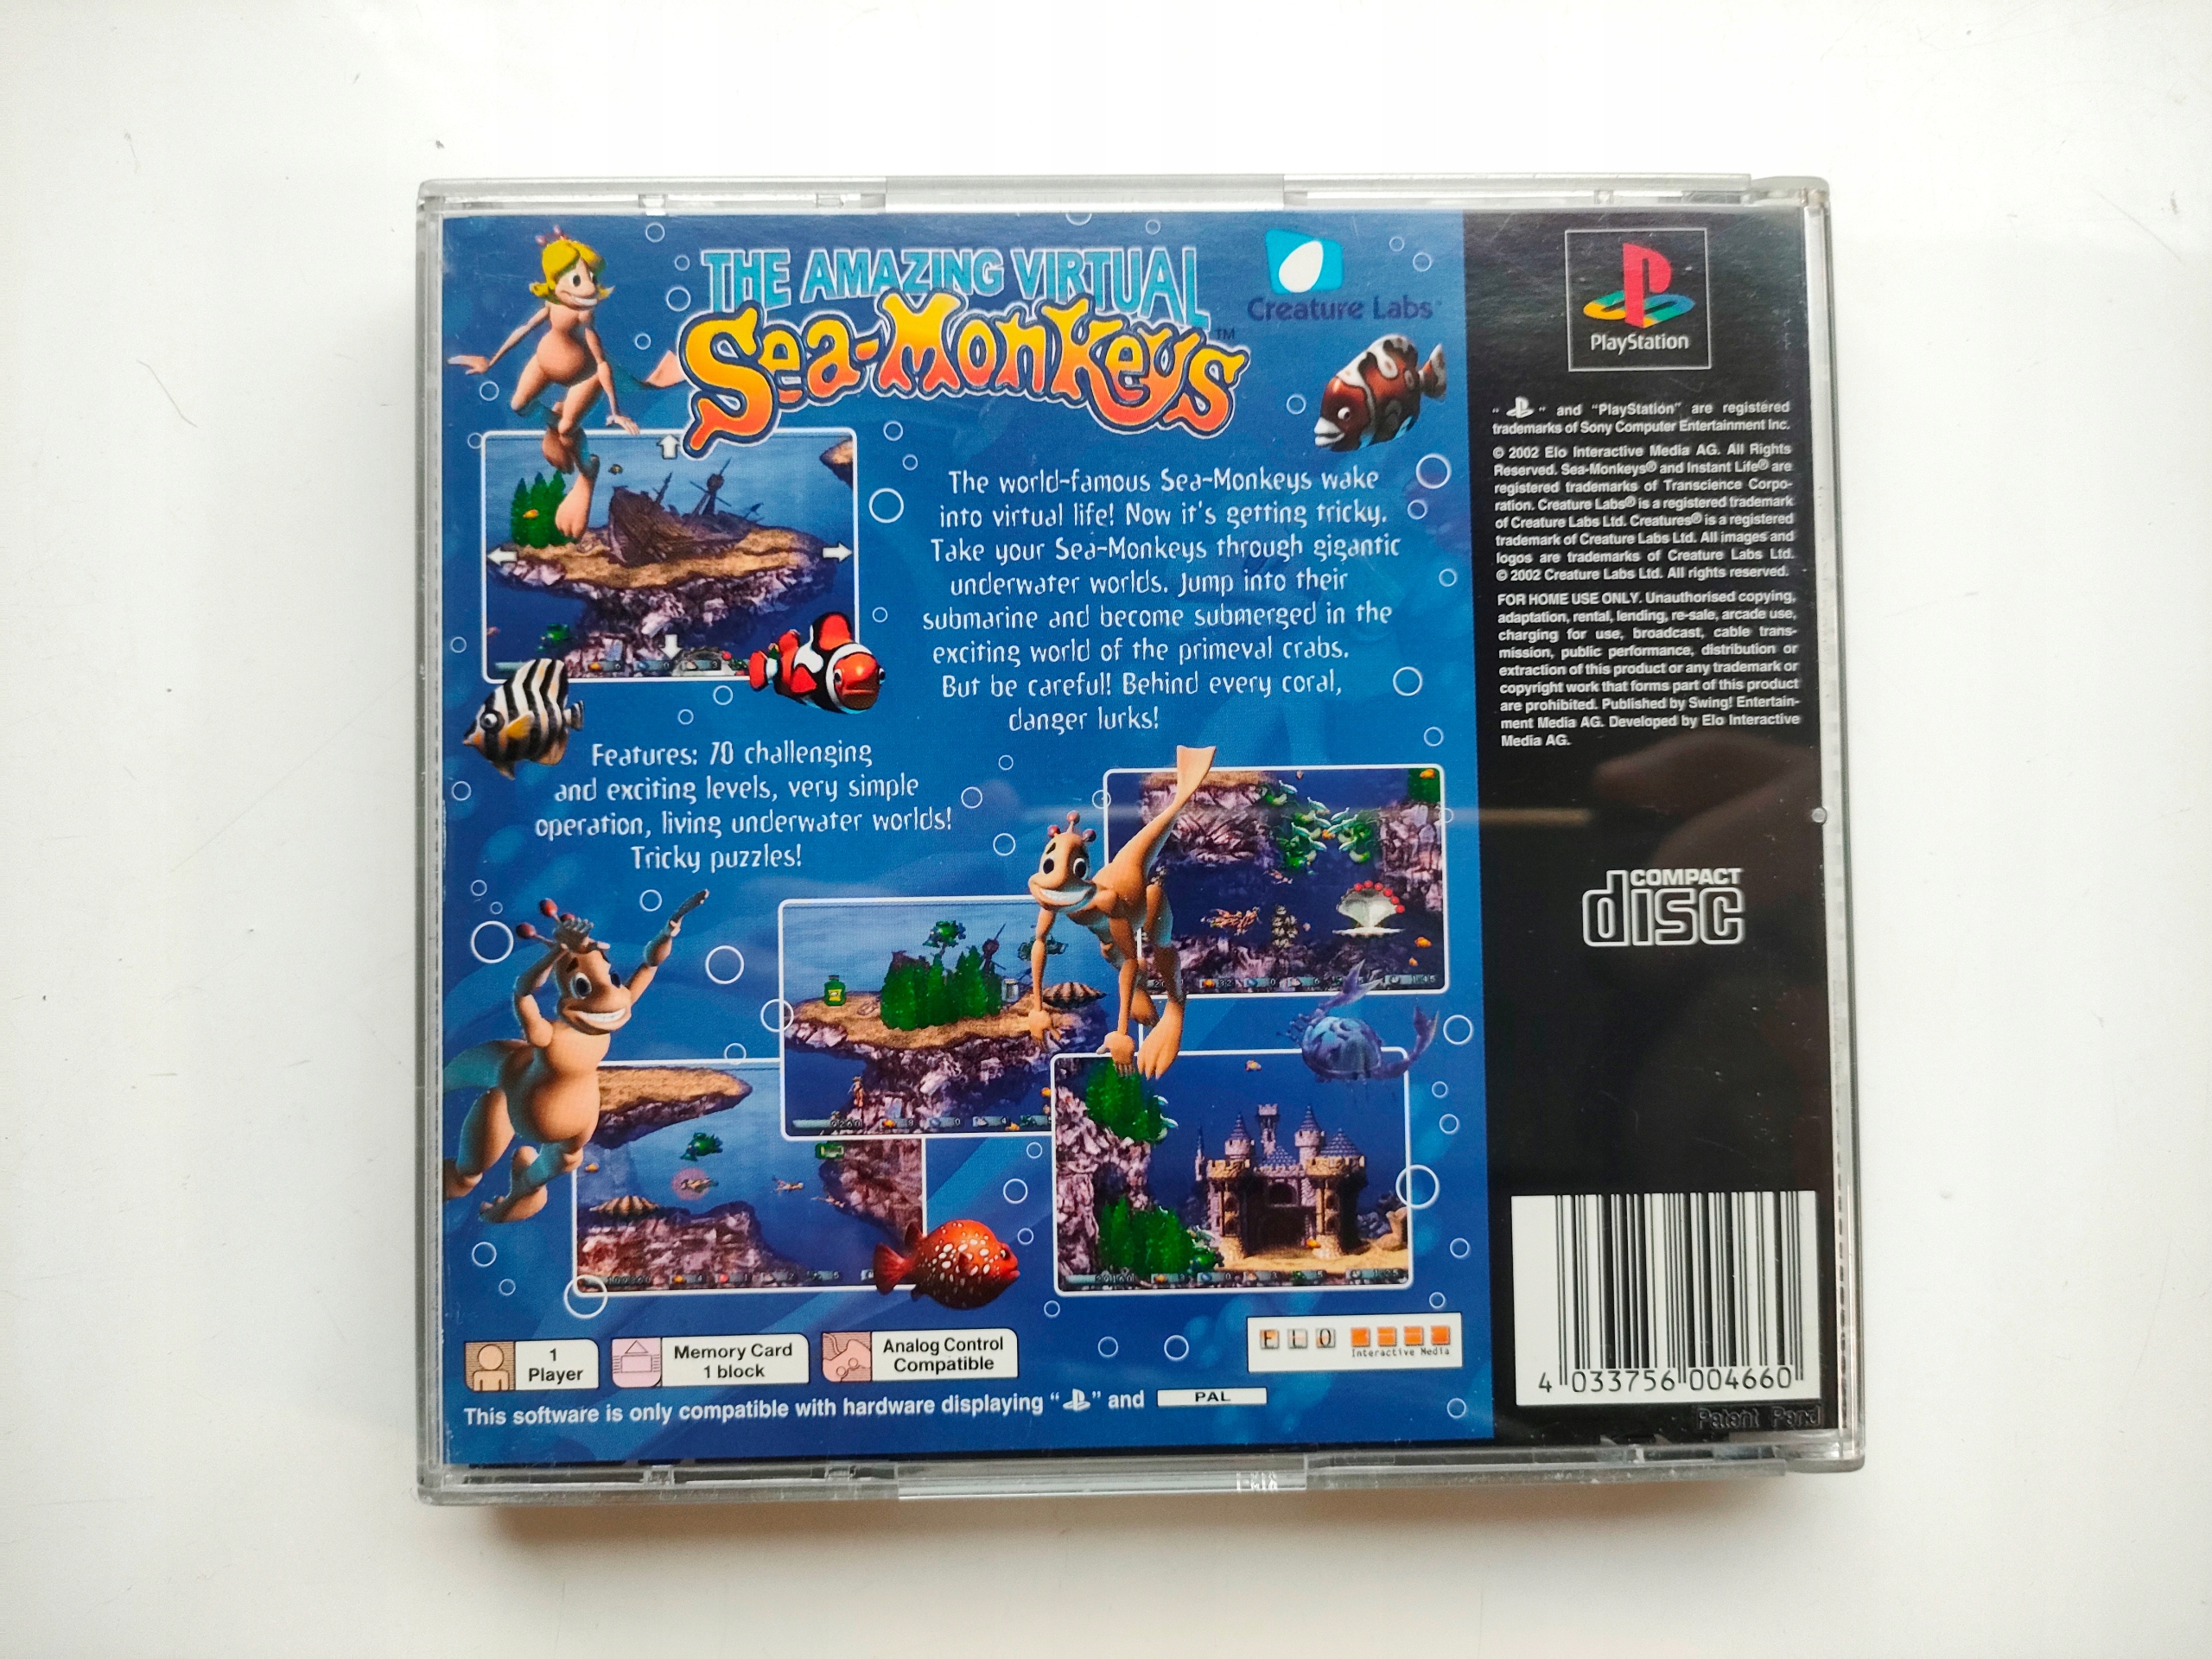 THE AMAZING VIRTUAL
Sea-Monkeys™
Creature Labs
The world-famous Sea-Monkeys wake
into virtual life! Now it's getting tricky.
Take your Sea-Monkeys through gigantic
underwater worlds. Jump into their
submarine and become submerged in the
exciting world of the primeval crabs.
But be careful! Behind every coral,
danger lurks!
Features: 70 challenging
and exciting levels, very simple
operation, living underwater worlds!
Tricky puzzles!
1
Player
Memory Card
1 block
Analog Control
Compatible
ELO
Interactive Media
This software is only compatible with hardware displaying " " and PAL
PlayStation
" " and "PlayStation" are registered
trademarks of Sony Computer Entertainment Inc.
© 2002 Elo Interactive Media AG. All Rights
Reserved. Sea-Monkeys® and Instant Life® are
registered trademarks of Transcience Corpo-
ration. Creature Labs® is a registered trademark
of Creature Labs Ltd. Creatures® is a registered
trademark of Creature Labs Ltd. All images and
logos are trademarks of Creature Labs Ltd.
© 2002 Creature Labs Ltd. All rights reserved.
FOR HOME USE ONLY. Unauthorised copying,
adaptation, rental, lending, re-sale, arcade use,
charging for use, broadcast, cable trans-
mission, public performance, distribution or
extraction of this product or any trademark or
copyright work that forms part of this product
are prohibited. Published by Swing! Entertain-
ment Media AG. Developed by Elo Interactive
Media AG.
COMPACT
disc
4 033756 004660
Patent Pend